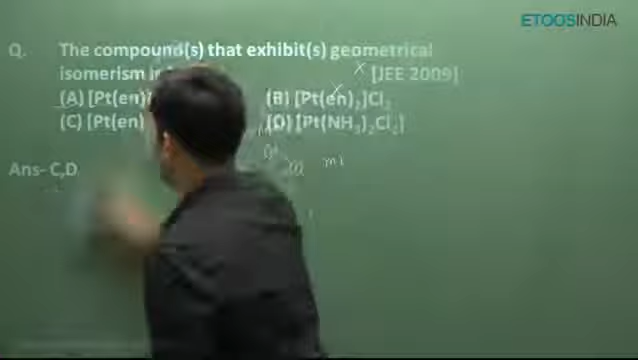 ETOOSINDIA
Q. The compound(s) that exhibit(s) geometrical
isomerism [JEE 2009]
(A) [Pt(en) (B) [Pt(en)₂]Cl₂
(C) [Pt(en) (D) [Pt(NH₃)₂Cl₂]
Ans- C,D